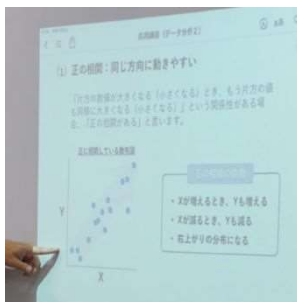 (1) 正の相関：同じ方向に動きやすい
「片方の数値が大きくなる（小さくなる）とき、もう片方の値
も同様に大きくなる（小さくなる）」という関係性がある場
合、「正の相関がある」と言います。
正に相関している散布図
Y
X
・Xが増えるとき、Yも増える
・Xが減るとき、Yも減る
・右上がりの分布になる